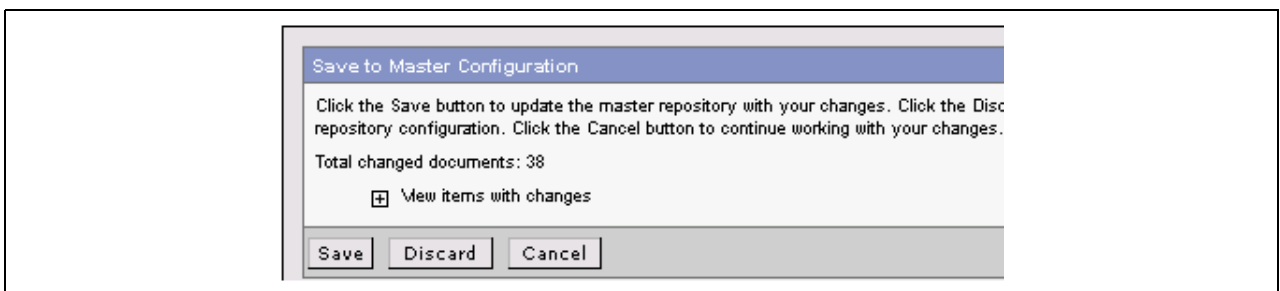 Save to Master Configuration
Click the Save button to update the master repository with your changes. Click the Disc
repository configuration. Click the Cancel button to continue working with your changes.
Total changed documents: 38
View items with changes
Save Discard Cancel